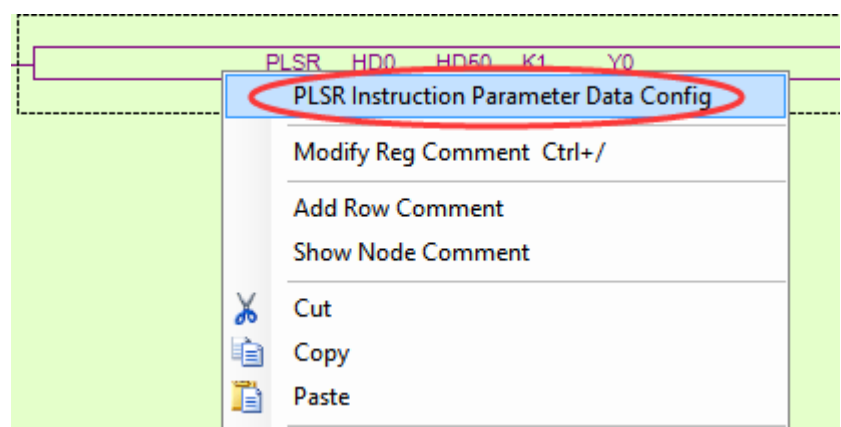 PLSR HD0 HD50 K1 Y0
PLSR Instruction Parameter Data Config
Modify Reg Comment Ctrl+/
Add Row Comment
Show Node Comment
Cut
Copy
Paste